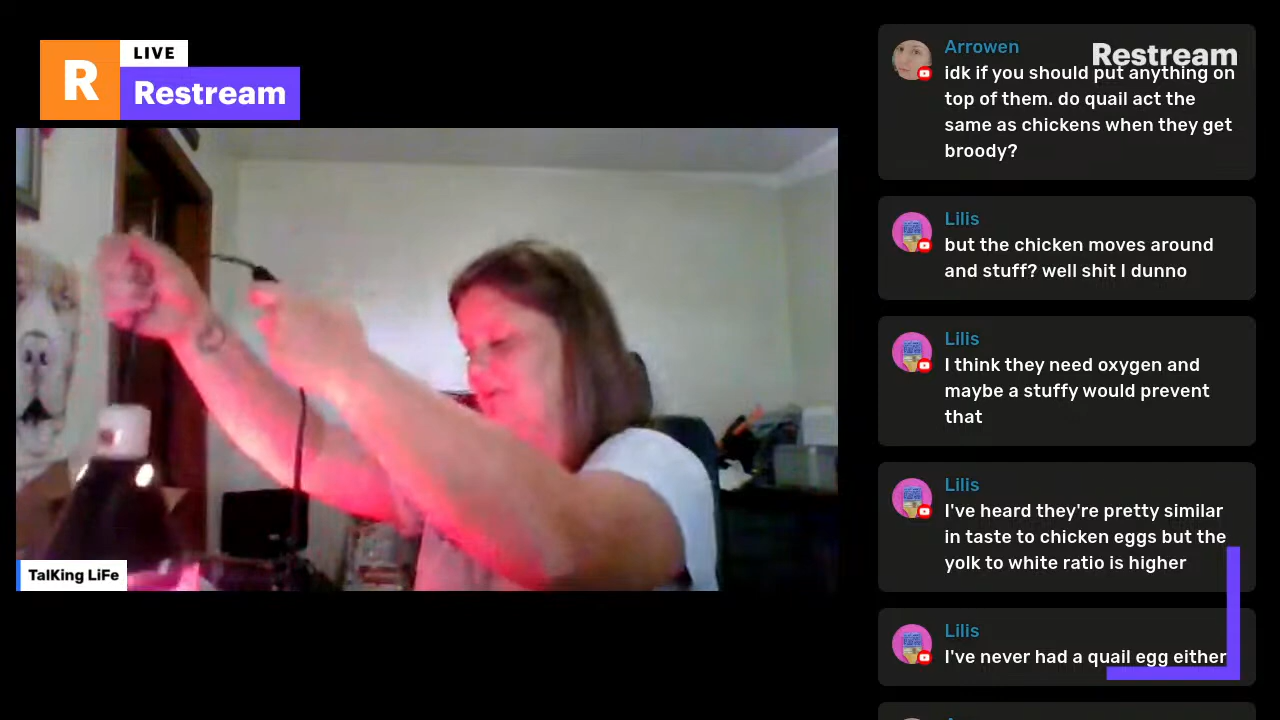 R
LIVE
Restream
TalKing LiFe
Restream
Arrowen
idk if you should put anything on
top of them. do quail act the
same as chickens when they get
broody?
Lilis
but the chicken moves around
and stuff? well shit I dunno
Lilis
I think they need oxygen and
maybe a stuffy would prevent
that
Lilis
I've heard they're pretty similar
in taste to chicken eggs but the
yolk to white ratio is higher
Lilis
I've never had a quail egg either